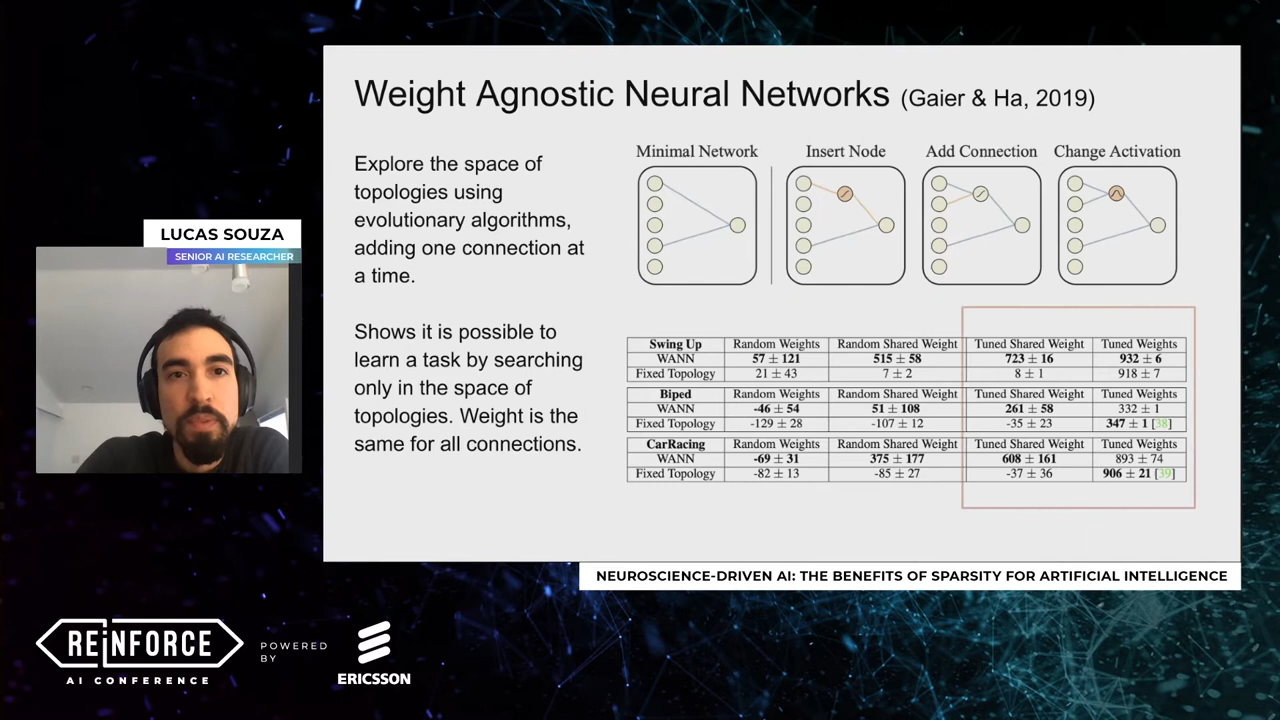 Weight Agnostic Neural Networks (Gaier & Ha, 2019)
Explore the space of
topologies using
evolutionary algorithms,
adding one connection at
a time.
Shows it is possible to
learn a task by searching
only in the space of
topologies. Weight is the
same for all connections.
Minimal Network Insert Node Add Connection Change Activation
Swing Up Random Weights Random Shared Weight Tuned Shared Weight Tuned Weights
WANN 57 ± 121 515 ± 58 723 ± 16 932 ± 6
Fixed Topology 21 ± 43 7 ± 2 8 ± 1 918 ± 7
Biped Random Weights Random Shared Weight Tuned Shared Weight Tuned Weights
WANN -46 ± 54 51 ± 108 261 ± 58 332 ± 1
Fixed Topology -129 ± 28 -107 ± 12 -35 ± 23 347 ± 1 [38]
CarRacing Random Weights Random Shared Weight Tuned Shared Weight Tuned Weights
WANN -69 ± 31 375 ± 177 608 ± 161 893 ± 74
Fixed Topology -82 ± 13 -85 ± 27 -37 ± 36 906 ± 21 [39]
LUCAS SOUZA
SENIOR AI RESEARCHER
NEUROSCIENCE-DRIVEN AI: THE BENEFITS OF SPARSITY FOR ARTIFICIAL INTELLIGENCE
REiNFORCE
AI CONFERENCE
POWERED
BY
ERICSSON